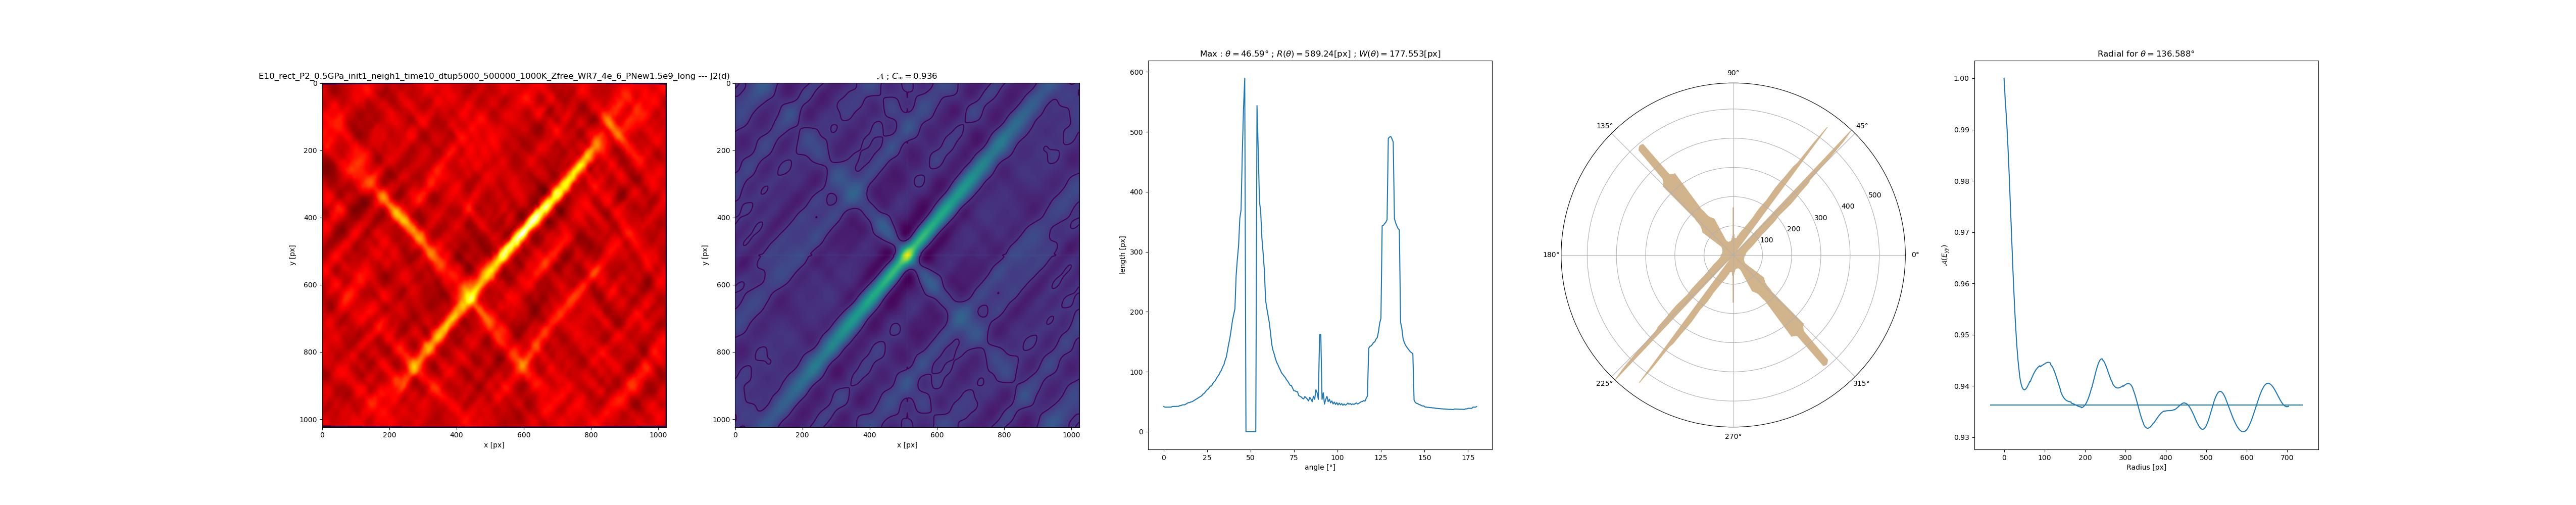 E10_rect_P2_0.5GPa_init1_neigh1_time10_dtup5000_500000_1000K_Zfree_WR7_4e_6_PNew1.5e9_long --- J2(d)
0
200
400
600
800
1000
y [px]
0 200 400 600 800 1000
x [px]
𝒜 ; C∞ = 0.936
0
200
400
600
800
1000
y [px]
0 200 400 600 800 1000
x [px]
Max : θ = 46.59° ; R(θ) = 589.24[px] ; W(θ) = 177.553[px]
600
500
400
300
200
100
0
length [px]
0 25 50 75 100 125 150 175
angle [°]
90°
135°
45°
180°
0°
225°
315°
270°
100
200
300
400
500
Radial for θ = 136.588°
1.00
0.99
0.98
0.97
0.96
0.95
0.94
0.93
𝒜(Eyy)
0 100 200 300 400 500 600 700
Radius [px]